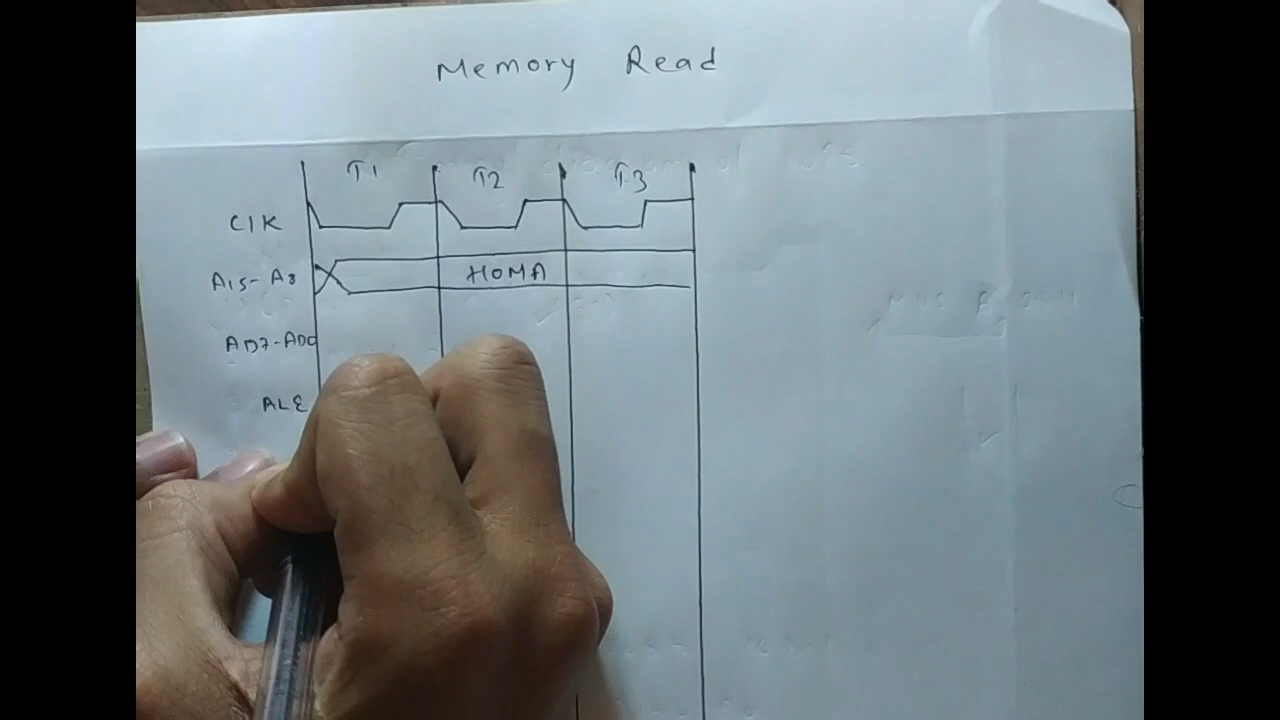 Memory Read
T1 T2 T3
CLK
A15-A8 HOMA
AD7-AD0
ALE